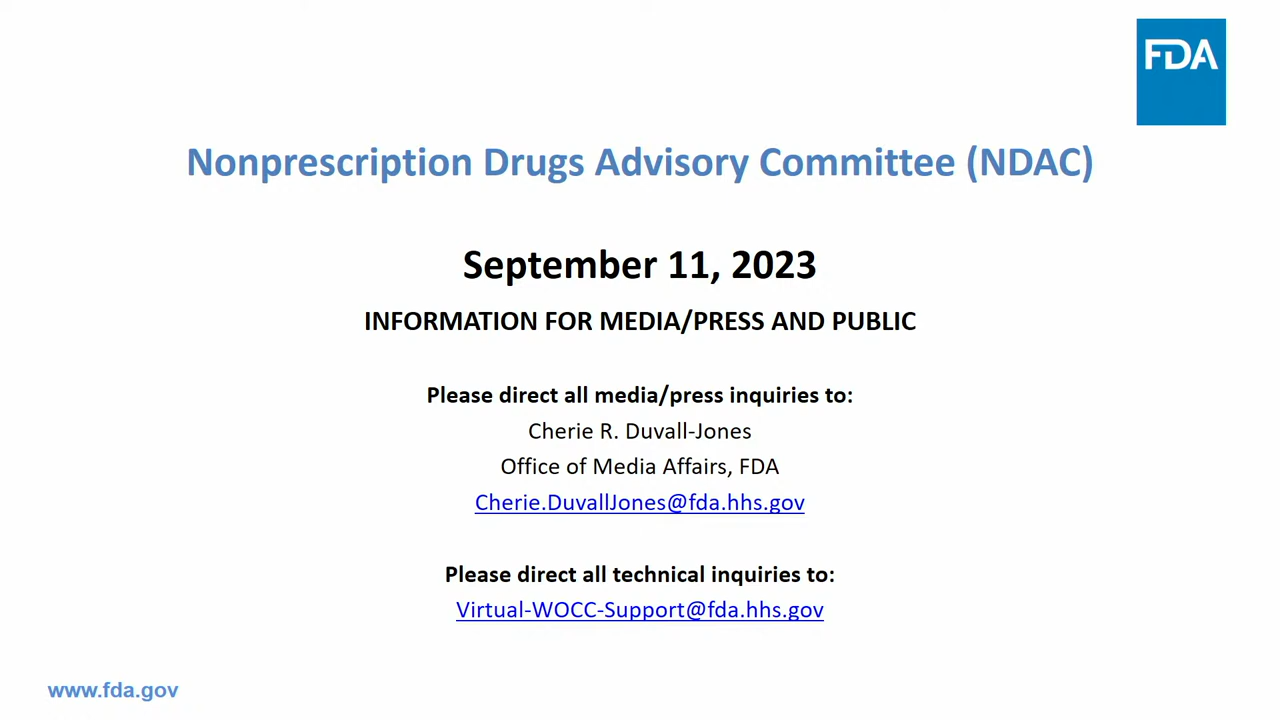 FDA
Nonprescription Drugs Advisory Committee (NDAC)
September 11, 2023
INFORMATION FOR MEDIA/PRESS AND PUBLIC
Please direct all media/press inquiries to:
Cherie R. Duvall-Jones
Office of Media Affairs, FDA
Cherie.DuvallJones@fda.hhs.gov
Please direct all technical inquiries to:
Virtual-WOCC-Support@fda.hhs.gov
www.fda.gov